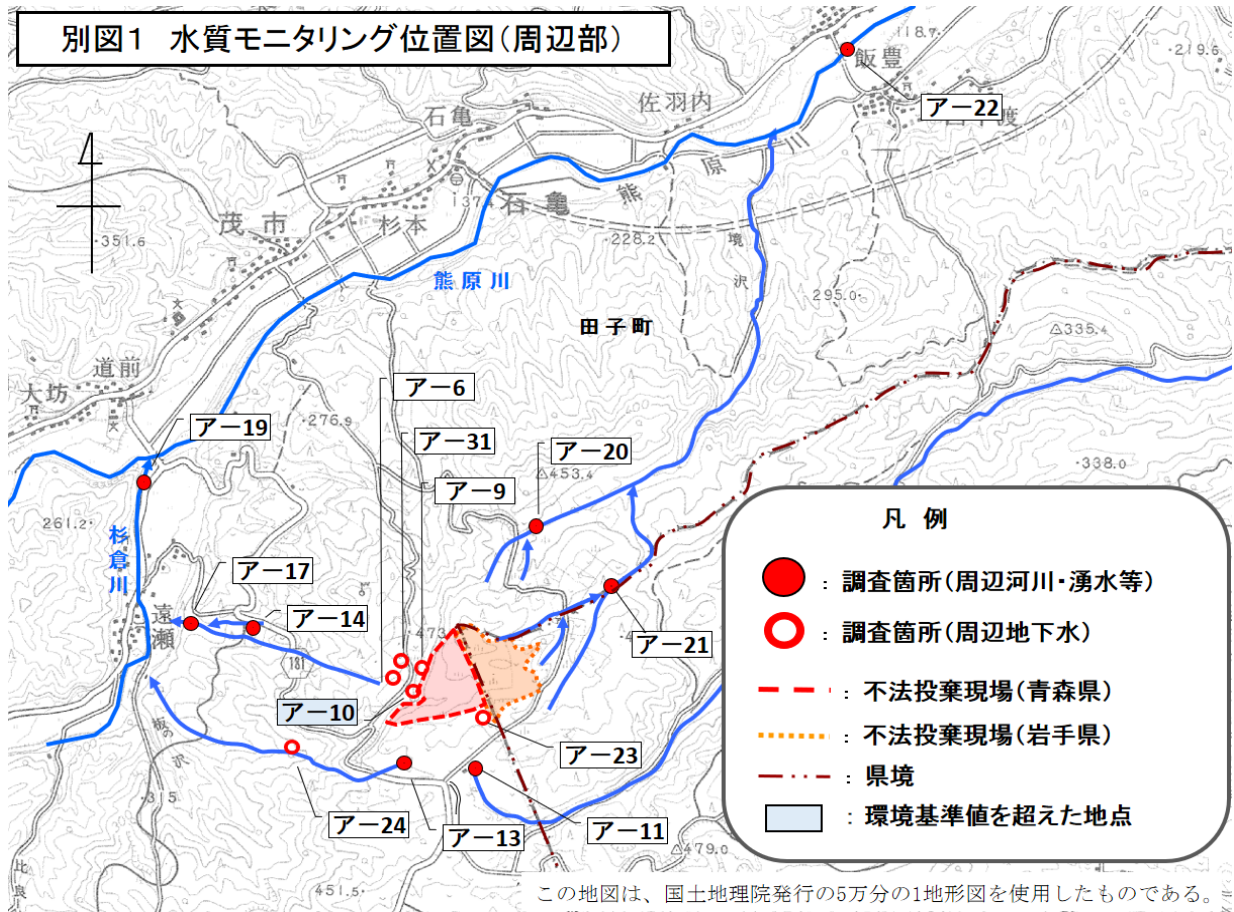 別図1 水質モニタリング位置図(周辺部)
118.7
飯豊
219.6
アー22
佐羽内
石亀
熊原川
石亀
茂市
杉本
351.6
228.2
境沢
熊原川
田子町
295.0
335.4
道前
大坊
276.9
アー6
アー31
アー19
アー20
453.4
アー9
338.0
261.2
杉倉川
アー17
遠瀬
アー14
181
473
アー21
アー10
アー23
アー24
アー13
アー11
479.0
451.5
凡例
:調査箇所(周辺河川・湧水等)
:調査箇所(周辺地下水)
:不法投棄現場(青森県)
:不法投棄現場(岩手県)
:県境
:環境基準値を超えた地点
この地図は、国土地理院発行の5万分の1地形図を使用したものである。